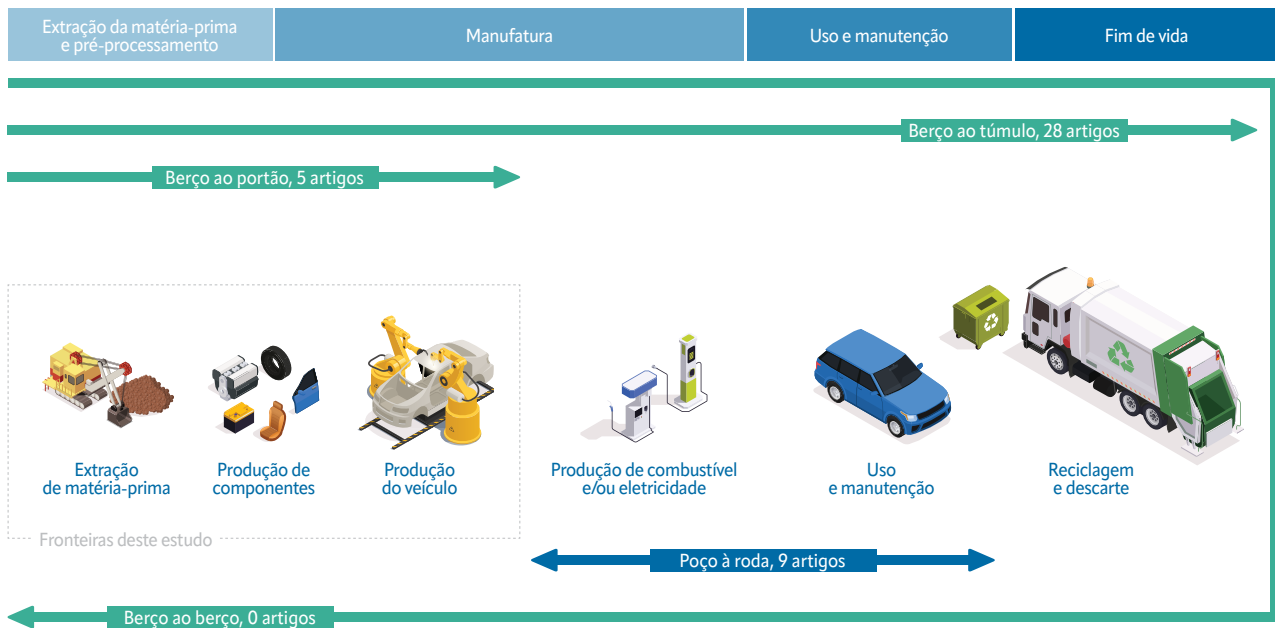 Extração da matéria-prima
e pré-processamento
Manufatura
Uso e manutenção
Fim de vida
Berço ao túmulo, 28 artigos
Berço ao portão, 5 artigos
Extração
de matéria-prima
Produção de
componentes
Produção
do veículo
Produção de combustível
e/ou eletricidade
Uso
e manutenção
Reciclagem
e descarte
Fronteiras deste estudo
Poço à roda, 9 artigos
Berço ao berço, 0 artigos